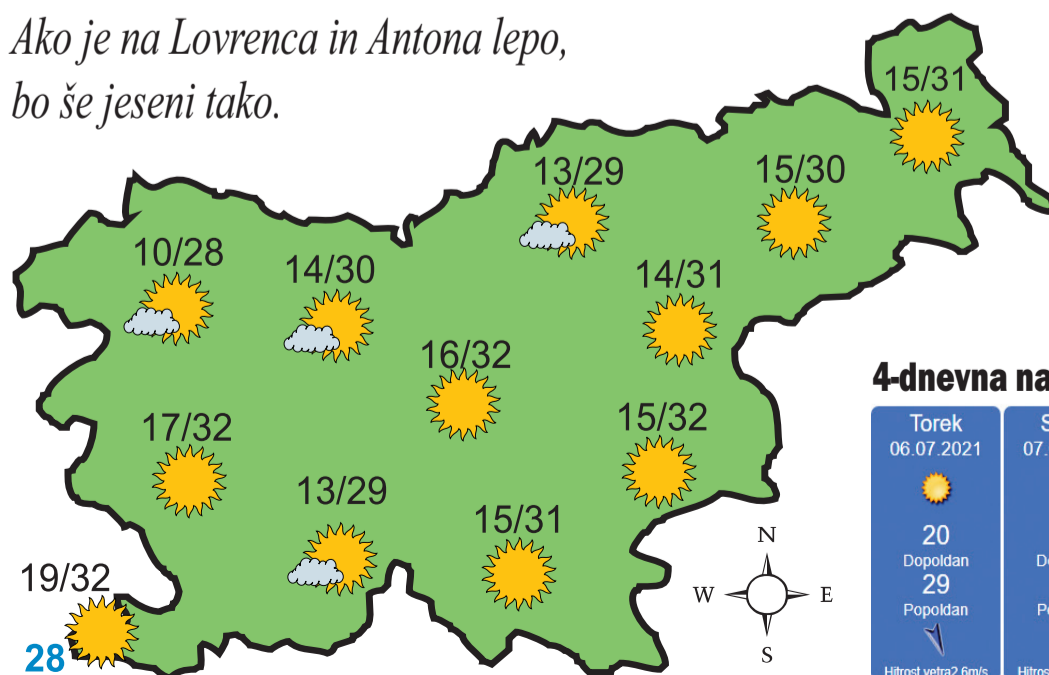 Ako je na Lovrenca in Antona lepo,
bo še jeseni tako.
15/31
13/29
15/30
10/28
14/30
14/31
16/32
17/32
15/32
13/29
15/31
19/32
28
N
W E
S
4-dnevna na
Torek
06.07.2021
20
Dopoldan
29
Popoldan
Hitrost vetra2.6m/s
S
07.
D
P
Hitros